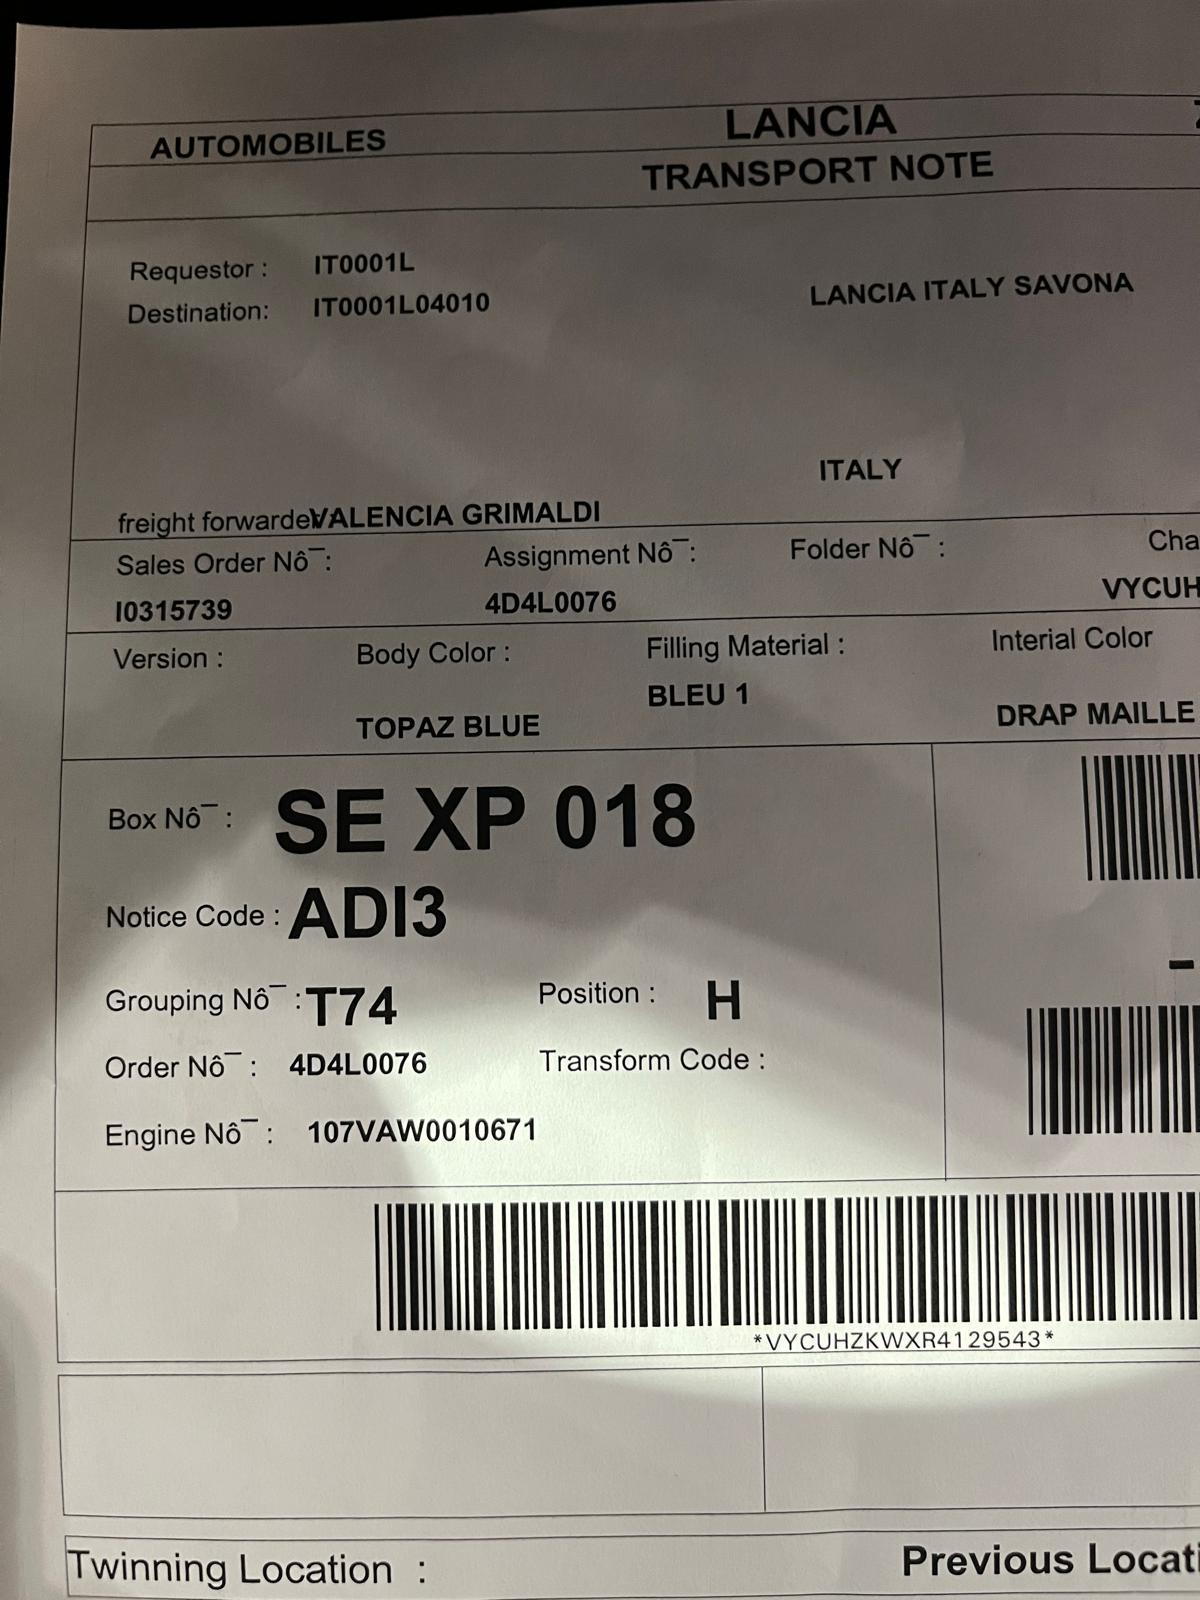 AUTOMOBILES
LANCIA
TRANSPORT NOTE
Requestor : IT0001L
Destination: IT0001L04010
LANCIA ITALY SAVONA
ITALY
freight forwarder VALENCIA GRIMALDI
Sales Order Nô¯: Assignment Nô¯: Folder Nô¯ : Cha
I0315739 4D4L0076 VYCUH
Version : Body Color : Filling Material : Interial Color
BLEU 1
TOPAZ BLUE DRAP MAILLE
Box Nô¯ : SE XP 018
Notice Code : ADI3
Grouping Nô¯ : T74 Position : H
Order Nô¯ : 4D4L0076 Transform Code :
Engine Nô¯ : 107VAW0010671
*VYCUHZKWXR4129543*
Twinning Location : Previous Locati